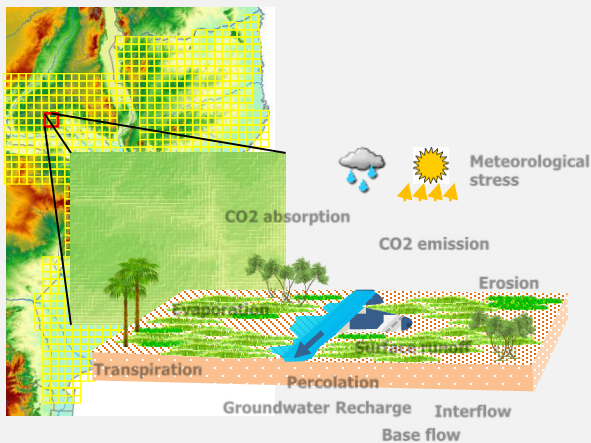 Meteorological
stress
CO2 absorption
CO2 emission
Erosion
Evaporation
Surface runoff
Transpiration
Percolation
Groundwater Recharge
Interflow
Base flow